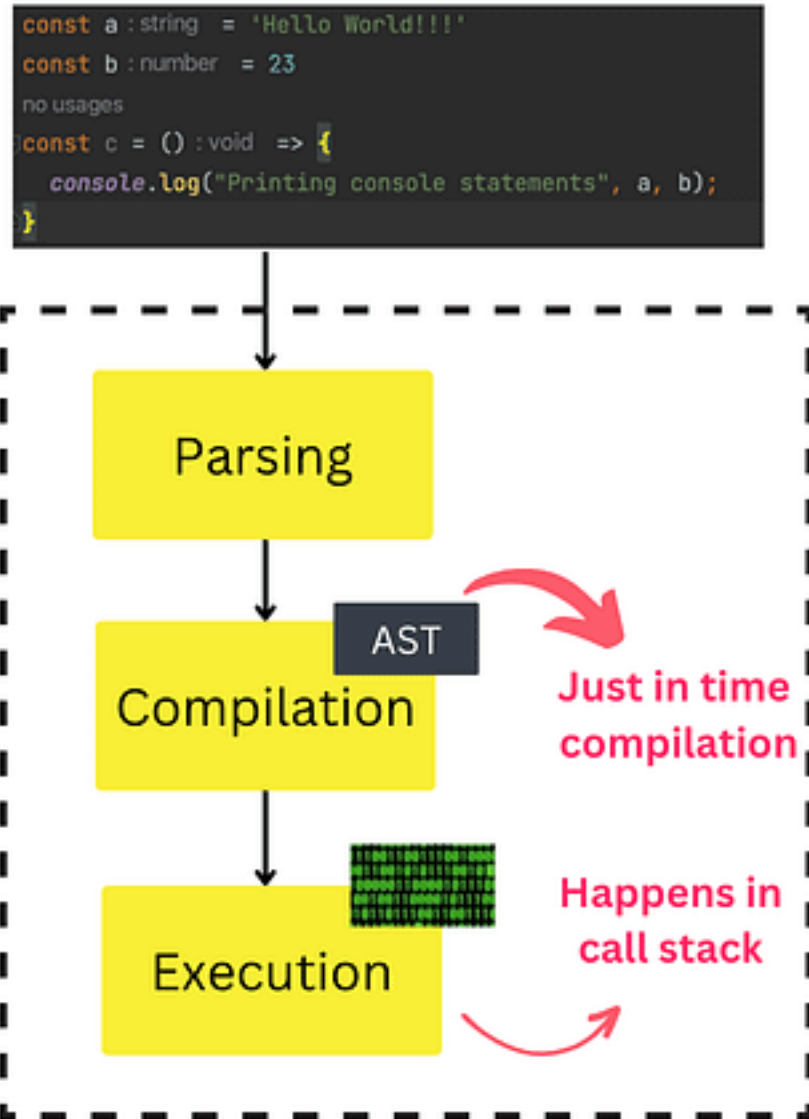 const a : string = 'Hello World!!!'
const b : number = 23
no usages
const c = () : void => {
console.log("Printing console statements", a, b);
}
Parsing
AST
Compilation
Just in time
compilation
Execution
Happens in
call stack